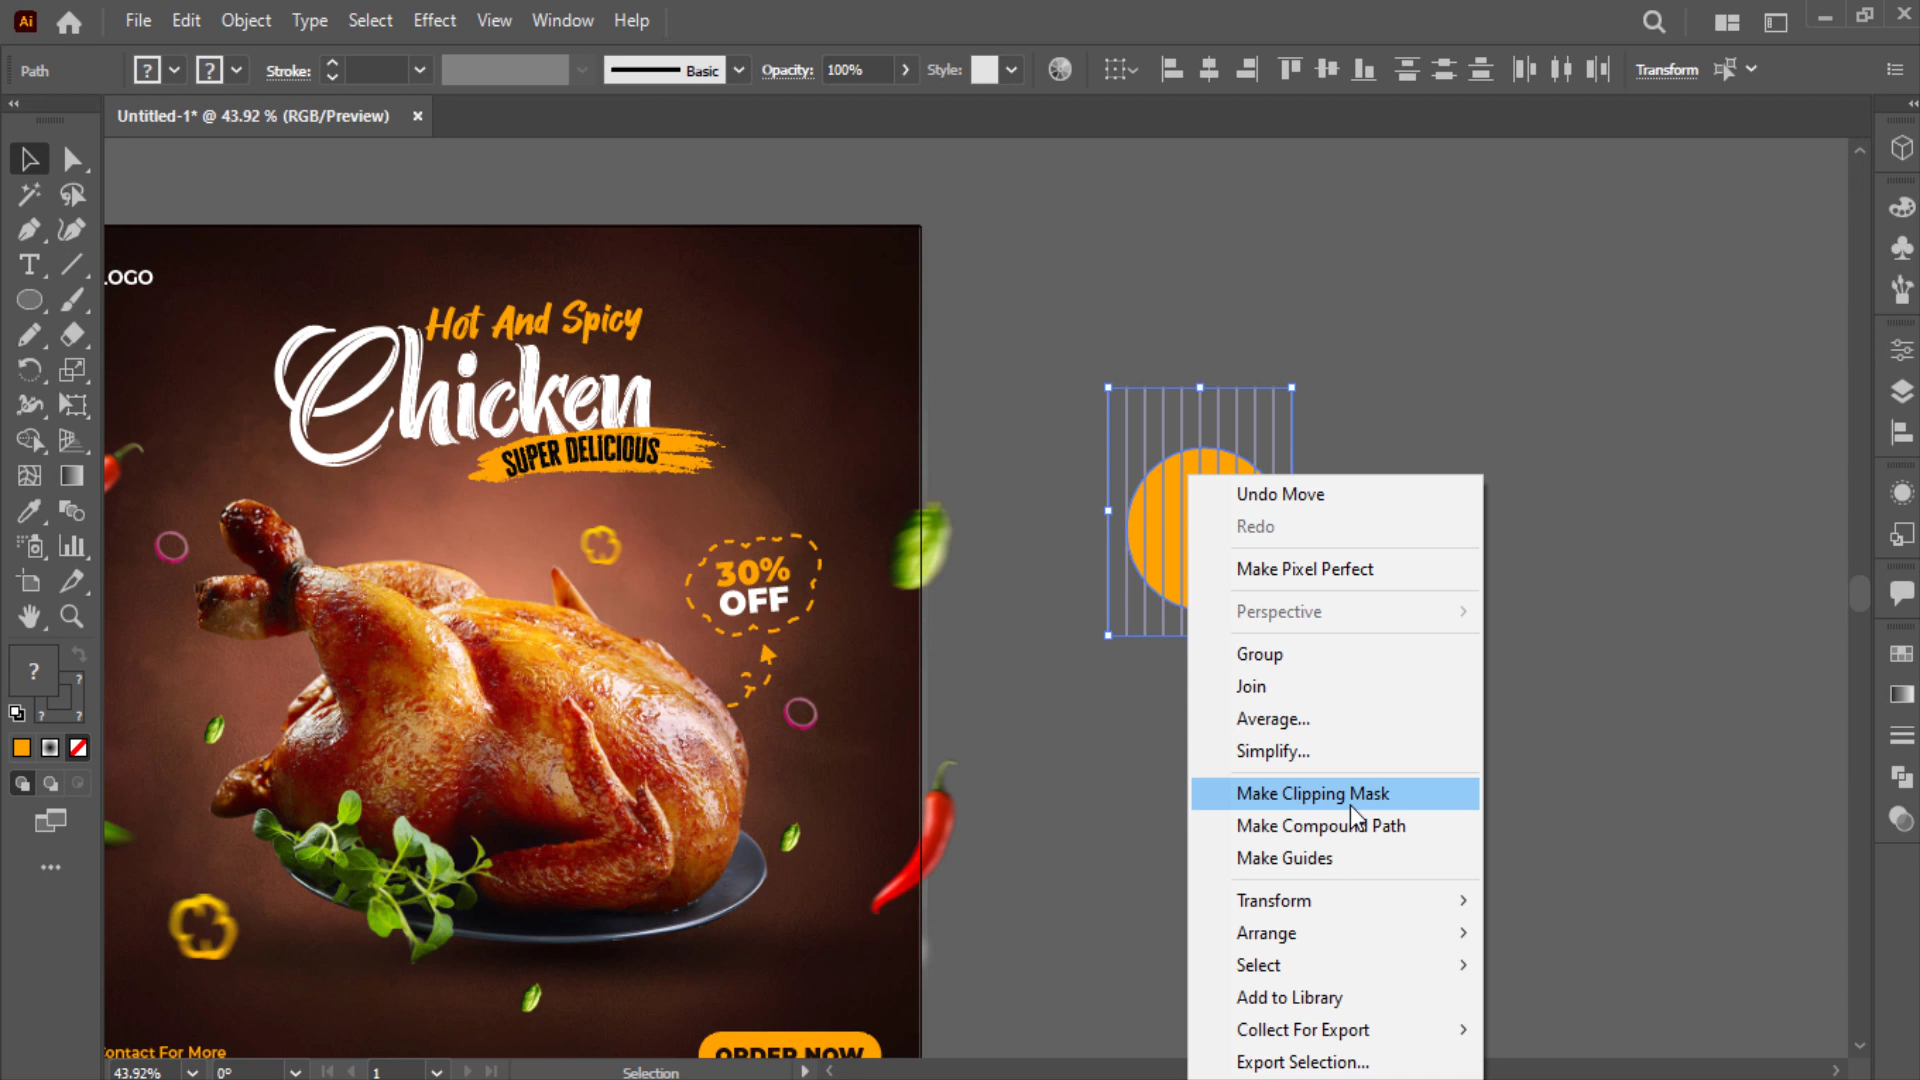 Ai
File Edit Object Type Select Effect View Window Help
Path
?
?
Stroke:
Basic
Opacity: 100%
Style:
Transform
Untitled-1* @ 43.92 % (RGB/Preview) ×
LOGO
Hot And Spicy
Chicken
SUPER DELICIOUS
30%
OFF
Contact For More
ORDER NOW
T
?
?
?
?
Undo Move
Redo
Make Pixel Perfect
Perspective
Group
Join
Average...
Simplify...
Make Clipping Mask
Make Compound Path
Make Guides
Transform
Arrange
Select
Add to Library
Collect For Export
Export Selection...
43.92% 0° 1 Selection